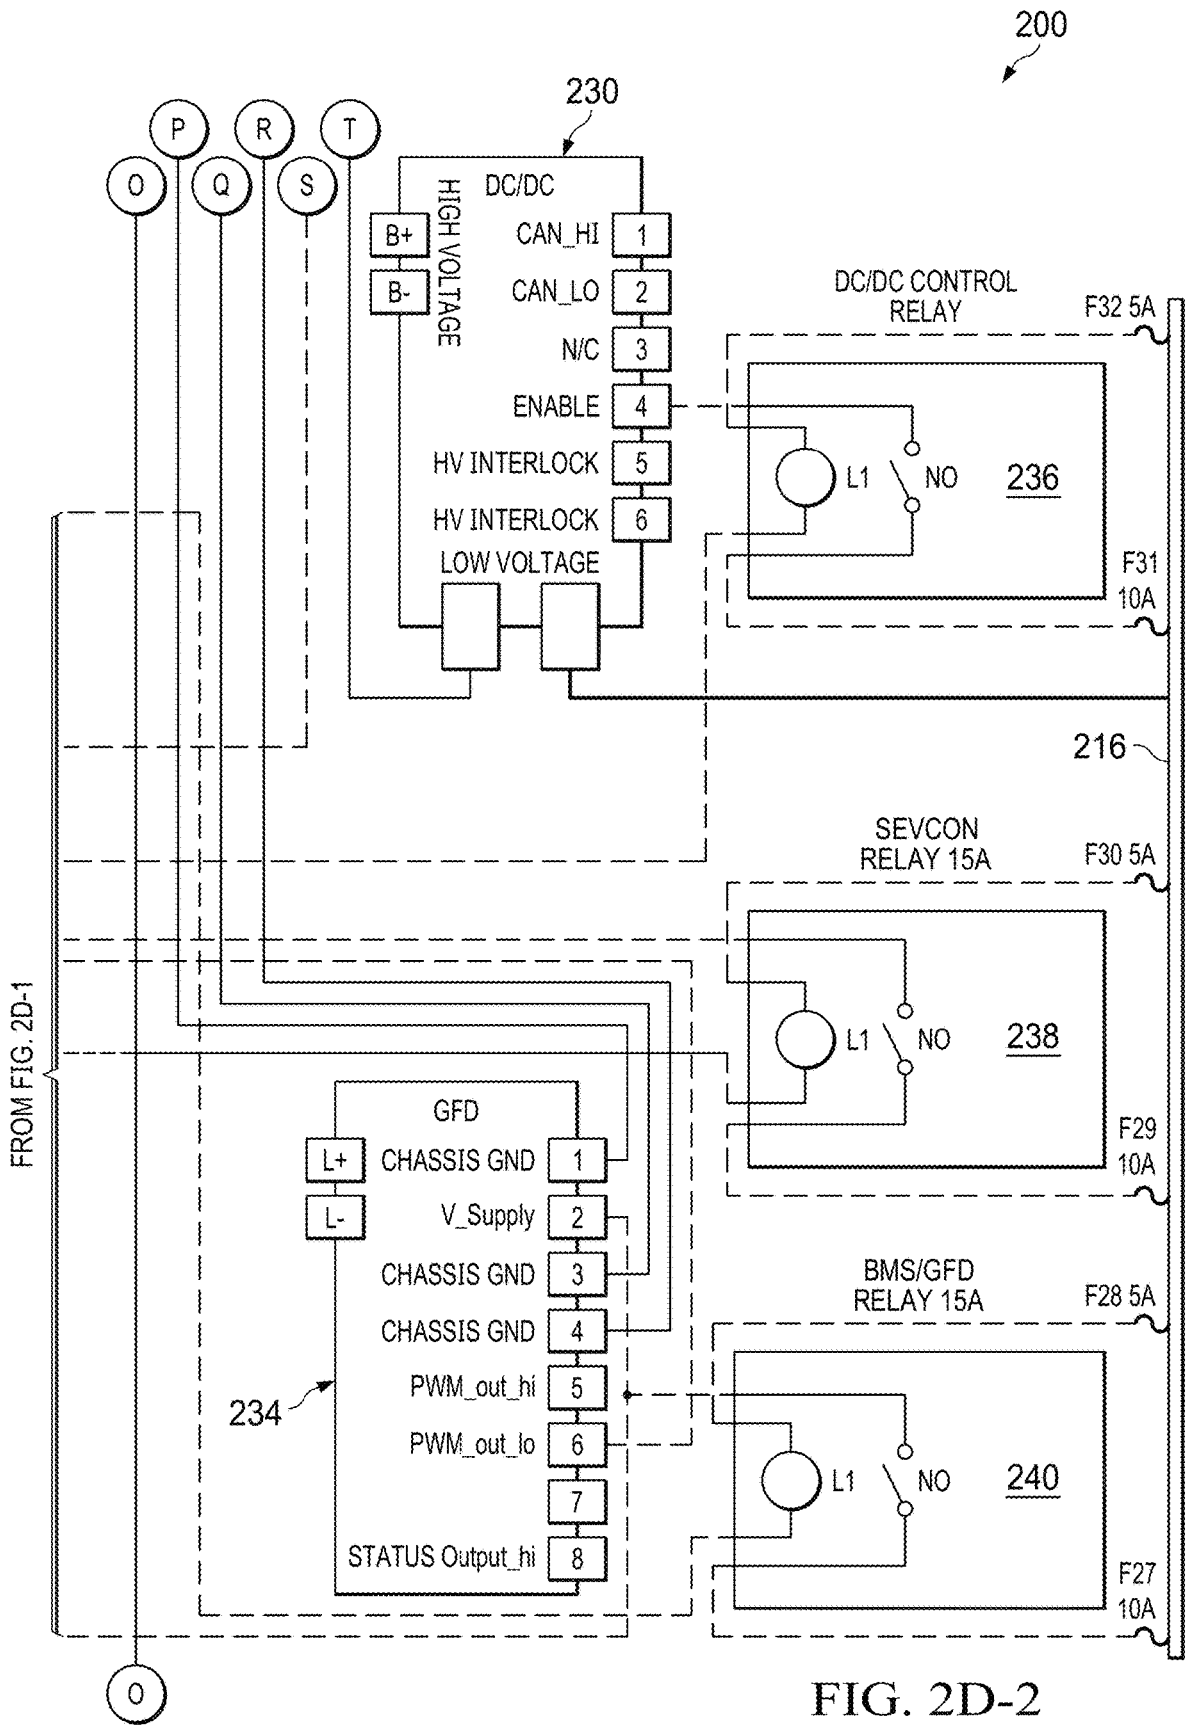 200
230
P
R
T
O
Q
S
DC/DC
HIGH VOLTAGE
B+
B-
CAN_HI
1
CAN_LO
2
N/C
3
ENABLE
4
HV INTERLOCK
5
HV INTERLOCK
6
LOW VOLTAGE
DC/DC CONTROL
RELAY
F32 5A
L1
NO
236
F31
10A
216
SEVCON
RELAY 15A
F30 5A
L1
NO
238
F29
10A
FROM FIG. 2D-1
GFD
L+
L-
CHASSIS GND
1
V_Supply
2
CHASSIS GND
3
CHASSIS GND
4
PWM_out_hi
5
PWM_out_lo
6
7
STATUS Output_hi
8
234
BMS/GFD
RELAY 15A
F28 5A
L1
NO
240
F27
10A
O
FIG. 2D-2